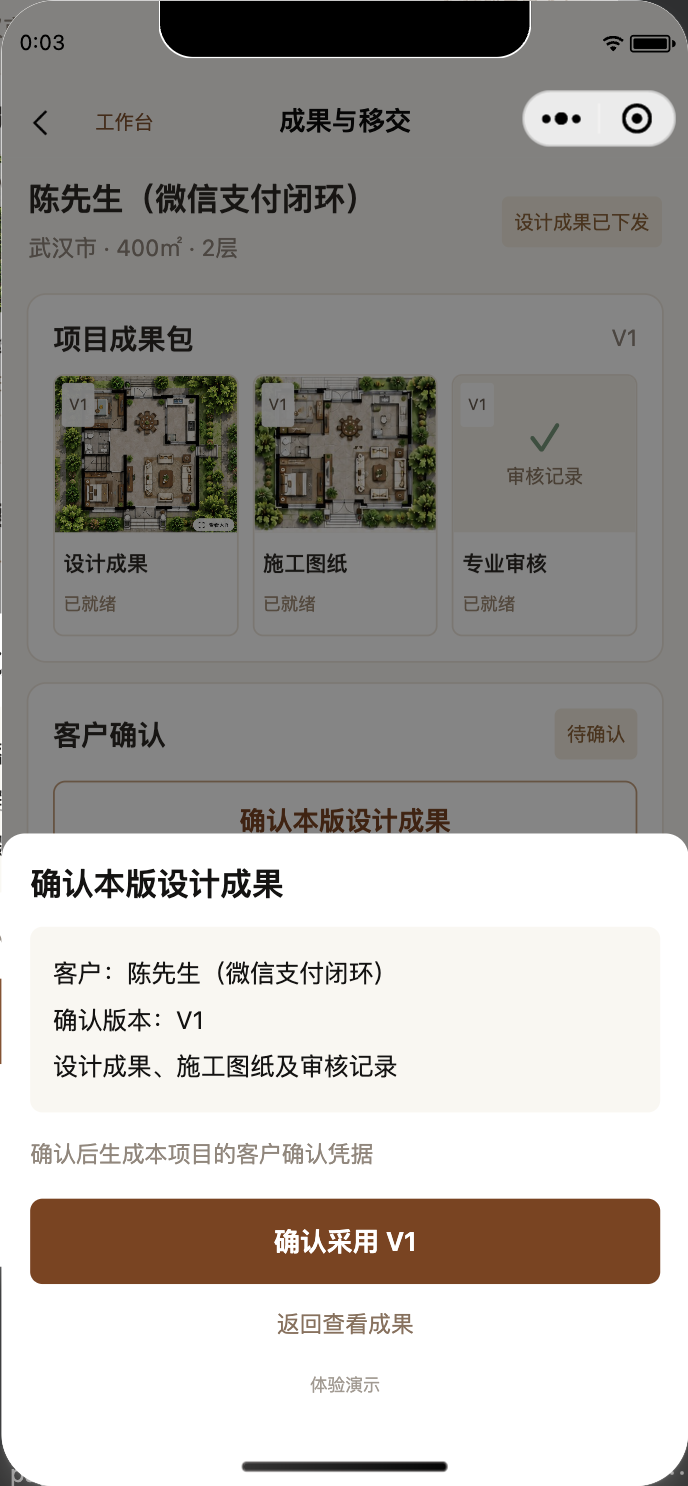 0:03
工作台
成果与移交
陈先生（微信支付闭环）
武汉市 · 400㎡ · 2层
设计成果已下发
项目成果包
V1
V1
V1
V1
审核记录
设计成果
施工图纸
专业审核
已就绪
已就绪
已就绪
客户确认
待确认
确认本版设计成果
确认本版设计成果
客户：陈先生（微信支付闭环）
确认版本：V1
设计成果、施工图纸及审核记录
确认后生成本项目的客户确认凭据
确认采用 V1
返回查看成果
体验演示